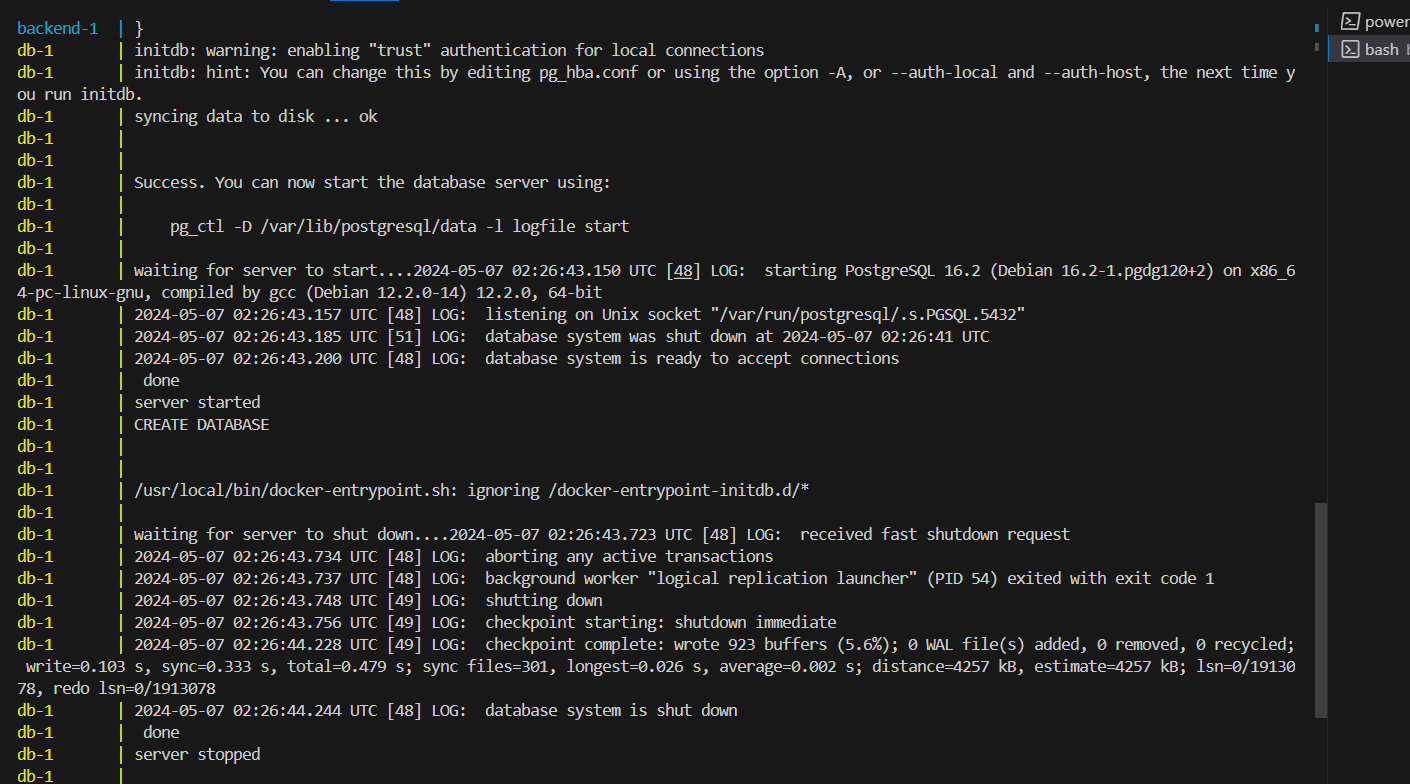 backend-1  | }
db-1       | initdb: warning: enabling "trust" authentication for local connections
db-1       | initdb: hint: You can change this by editing pg_hba.conf or using the option -A, or --auth-local and --auth-host, the next time y
ou run initdb.
db-1       | syncing data to disk ... ok
db-1       |
db-1       |
db-1       | Success. You can now start the database server using:
db-1       |
db-1       |     pg_ctl -D /var/lib/postgresql/data -l logfile start
db-1       |
db-1       | waiting for server to start....2024-05-07 02:26:43.150 UTC [48] LOG:  starting PostgreSQL 16.2 (Debian 16.2-1.pgdg120+2) on x86_6
4-pc-linux-gnu, compiled by gcc (Debian 12.2.0-14) 12.2.0, 64-bit
db-1       | 2024-05-07 02:26:43.157 UTC [48] LOG:  listening on Unix socket "/var/run/postgresql/.s.PGSQL.5432"
db-1       | 2024-05-07 02:26:43.185 UTC [51] LOG:  database system was shut down at 2024-05-07 02:26:41 UTC
db-1       | 2024-05-07 02:26:43.200 UTC [48] LOG:  database system is ready to accept connections
db-1       |  done
db-1       | server started
db-1       | CREATE DATABASE
db-1       |
db-1       |
db-1       | /usr/local/bin/docker-entrypoint.sh: ignoring /docker-entrypoint-initdb.d/*
db-1       |
db-1       | waiting for server to shut down....2024-05-07 02:26:43.723 UTC [48] LOG:  received fast shutdown request
db-1       | 2024-05-07 02:26:43.734 UTC [48] LOG:  aborting any active transactions
db-1       | 2024-05-07 02:26:43.737 UTC [48] LOG:  background worker "logical replication launcher" (PID 54) exited with exit code 1
db-1       | 2024-05-07 02:26:43.748 UTC [49] LOG:  shutting down
db-1       | 2024-05-07 02:26:43.756 UTC [49] LOG:  checkpoint starting: shutdown immediate
db-1       | 2024-05-07 02:26:44.228 UTC [49] LOG:  checkpoint complete: wrote 923 buffers (5.6%); 0 WAL file(s) added, 0 removed, 0 recycled;
 write=0.103 s, sync=0.333 s, total=0.479 s; sync files=301, longest=0.026 s, average=0.002 s; distance=4257 kB, estimate=4257 kB; lsn=0/19130
78, redo lsn=0/1913078
db-1       | 2024-05-07 02:26:44.244 UTC [48] LOG:  database system is shut down
db-1       |  done
db-1       | server stopped
db-1       |
power
bash